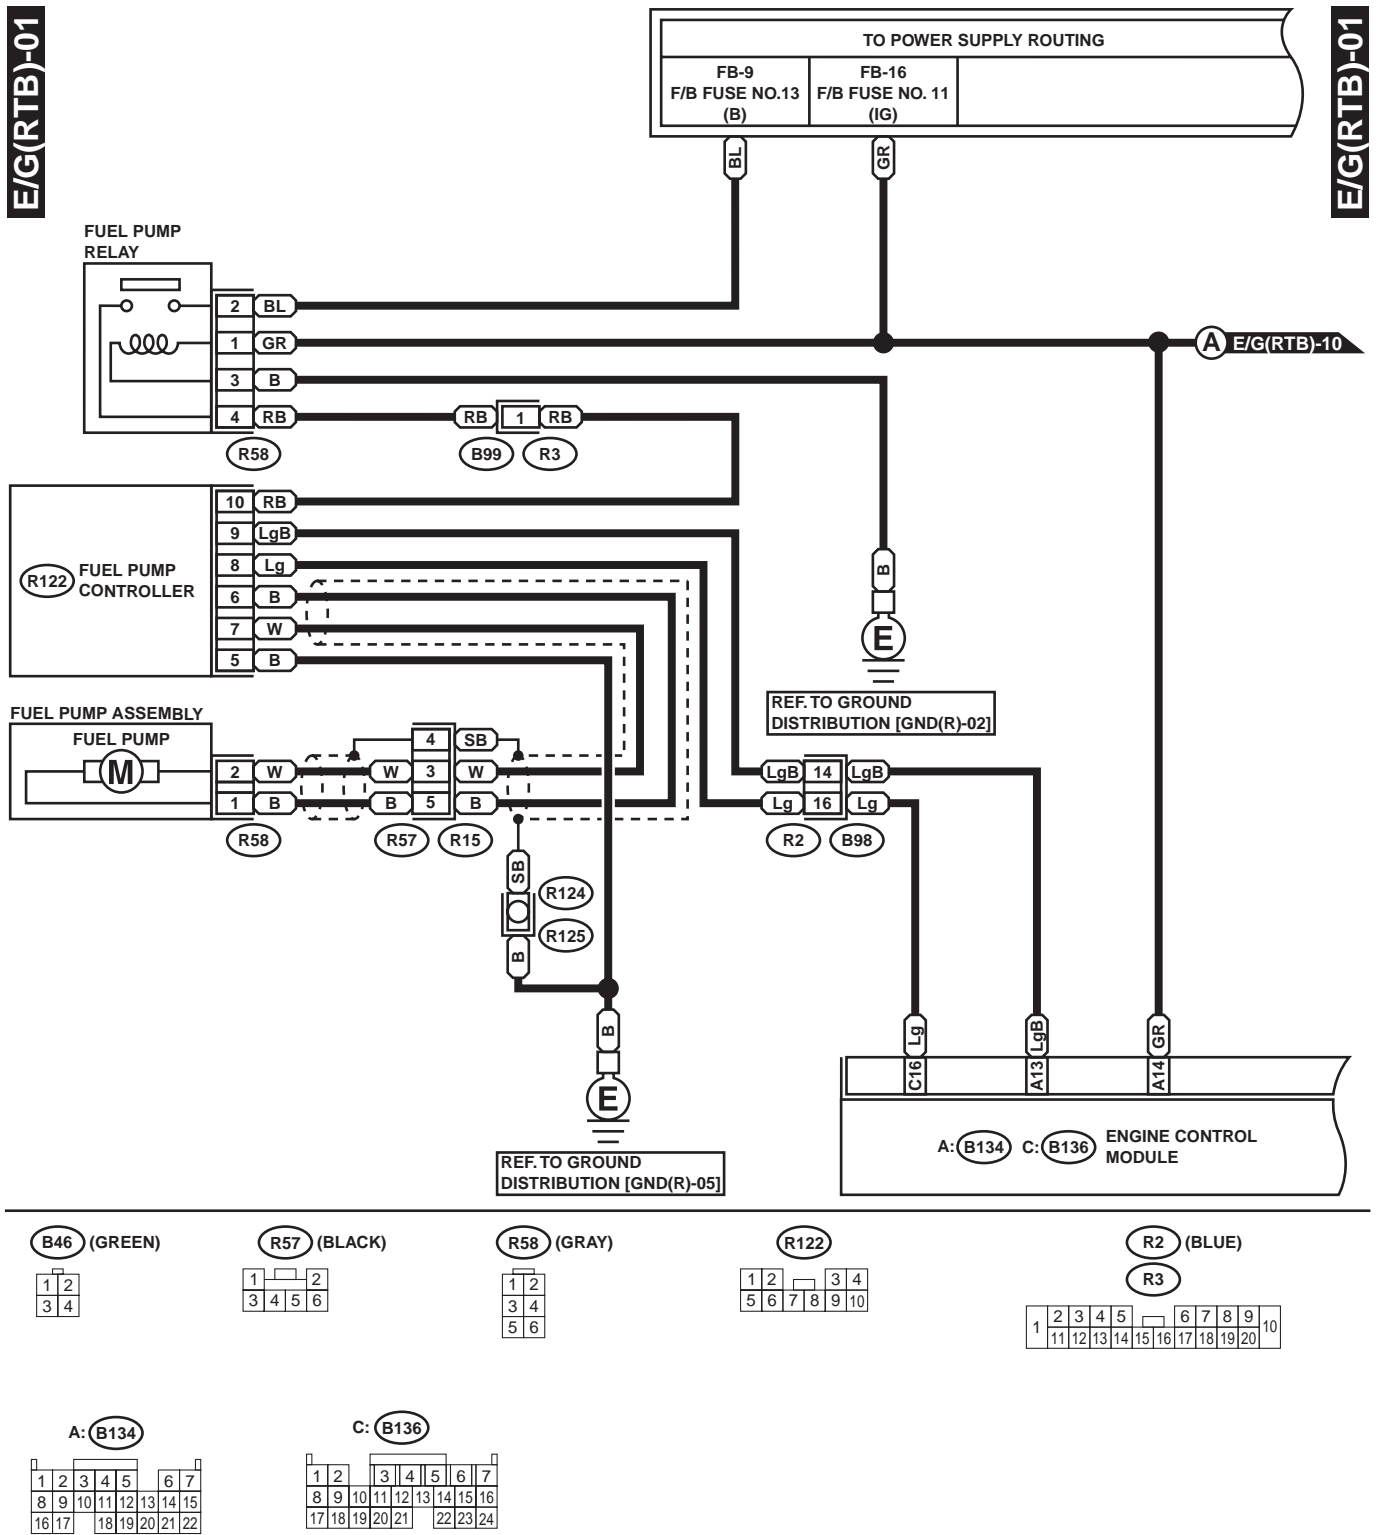 E/G(RTB)-01
E/G(RTB)-01
TO POWER SUPPLY ROUTING
FB-9
F/B FUSE NO.13
(B)
FB-16
F/B FUSE NO. 11
(IG)
BL
GR
FUEL PUMP
RELAY
2 BL
1 GR
A E/G(RTB)-10
3 B
4 RB RB 1 RB
R58 B99 R3
10 RB
9 LgB
8 Lg
R122 FUEL PUMP
CONTROLLER
6 B
7 W
5 B
B
E
REF. TO GROUND
DISTRIBUTION [GND(R)-02]
FUEL PUMP ASSEMBLY
FUEL PUMP
M
4 SB
2 W W 3 W LgB 14 LgB
1 B B 5 B Lg 16 Lg
R58 R57 R15 R2 B98
SB
R124
R125
B
B
E
REF. TO GROUND
DISTRIBUTION [GND(R)-05]
Lg LgB GR
C16 A13 A14
A: B134 C: B136 ENGINE CONTROL
MODULE
B46 (GREEN)
1 2
3 4
R57 (BLACK)
1 2
3 4 5 6
R58 (GRAY)
1 2
3 4
5 6
R122
1 2 3 4
5 6 7 8 9 10
R2 (BLUE)
R3
1 2 3 4 5 6 7 8 9 10
11 12 13 14 15 16 17 18 19 20
A: B134
1 2 3 4 5 6 7
8 9 10 11 12 13 14 15
16 17 18 19 20 21 22
C: B136
1 2 3 4 5 6 7
8 9 10 11 12 13 14 15 16
17 18 19 20 21 22 23 24